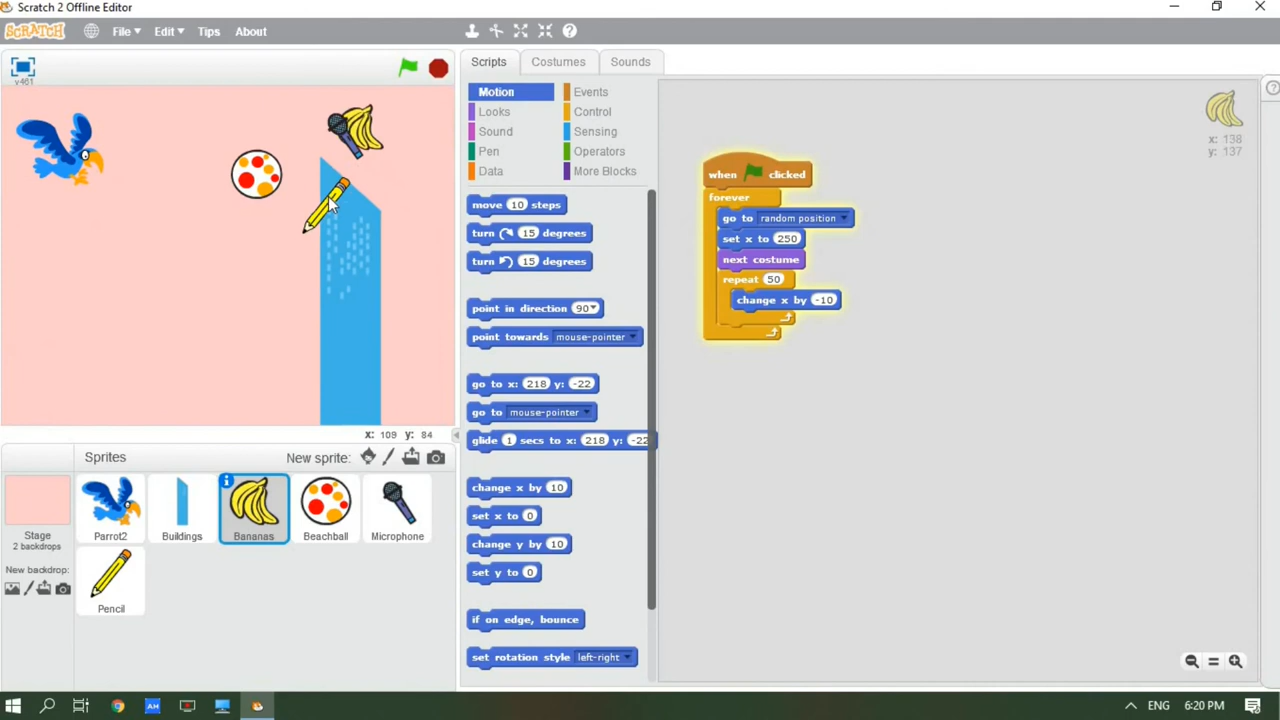 Scratch 2 Offline Editor
SCRATCH File Edit Tips About
v461
Scripts Costumes Sounds
Motion Events
Looks Control
Sound Sensing
Pen Operators
Data More Blocks
move 10 steps
turn 15 degrees
turn 15 degrees
point in direction 90
point towards mouse-pointer
go to x: 218 y: -22
go to mouse-pointer
glide 1 secs to x: 218 y: -22
change x by 10
set x to 0
change y by 10
set y to 0
if on edge, bounce
set rotation style left-right
when clicked
forever
go to random position
set x to 250
next costume
repeat 50
change x by -10
x: 138
y: 137
x: 109 y: 84
Sprites New sprite:
Stage
2 backdrops
New backdrop:
Parrot2 Buildings Bananas Beachball Microphone
Pencil
AM
ENG 6:20 PM